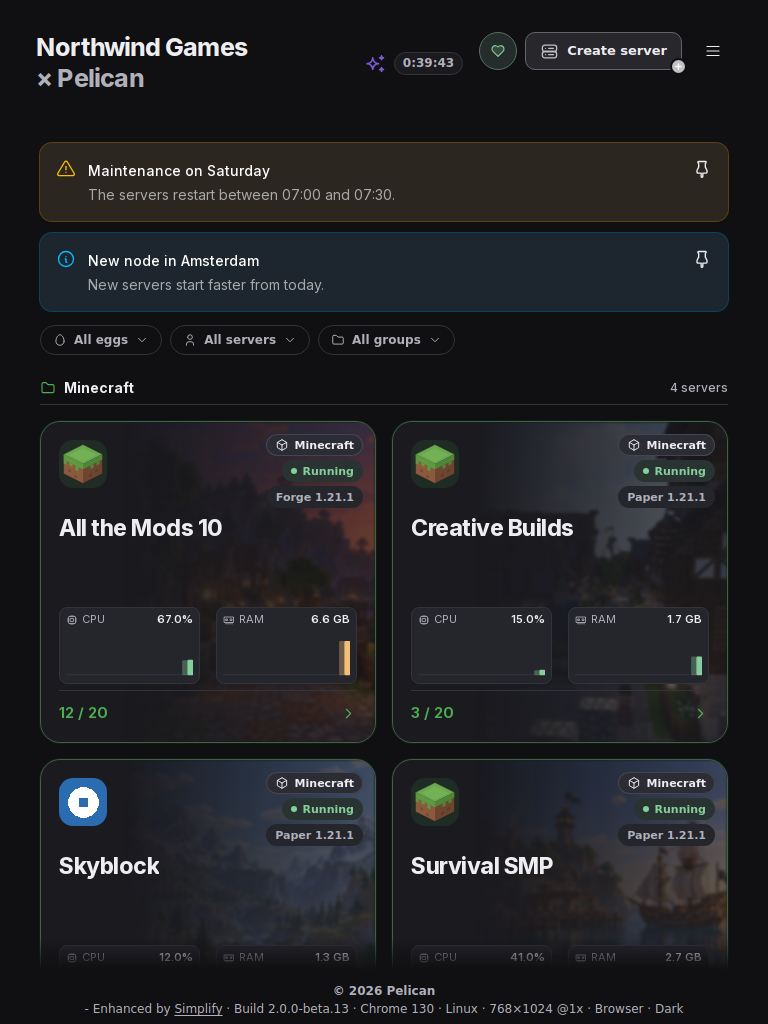 Northwind Games
× Pelican
0:39:43
Create server
Maintenance on Saturday
The servers restart between 07:00 and 07:30.
New node in Amsterdam
New servers start faster from today.
All eggs
All servers
All groups
Minecraft
4 servers
Minecraft
Running
Forge 1.21.1
All the Mods 10
CPU 67.0%
RAM 6.6 GB
12 / 20
Minecraft
Running
Paper 1.21.1
Creative Builds
CPU 15.0%
RAM 1.7 GB
3 / 20
Minecraft
Running
Paper 1.21.1
Skyblock
CPU 12.0%
RAM 1.3 GB
Minecraft
Running
Paper 1.21.1
Survival SMP
CPU 41.0%
RAM 2.7 GB
© 2026 Pelican
- Enhanced by Simplify · Build 2.0.0-beta.13 · Chrome 130 · Linux · 768×1024 @1x · Browser · Dark